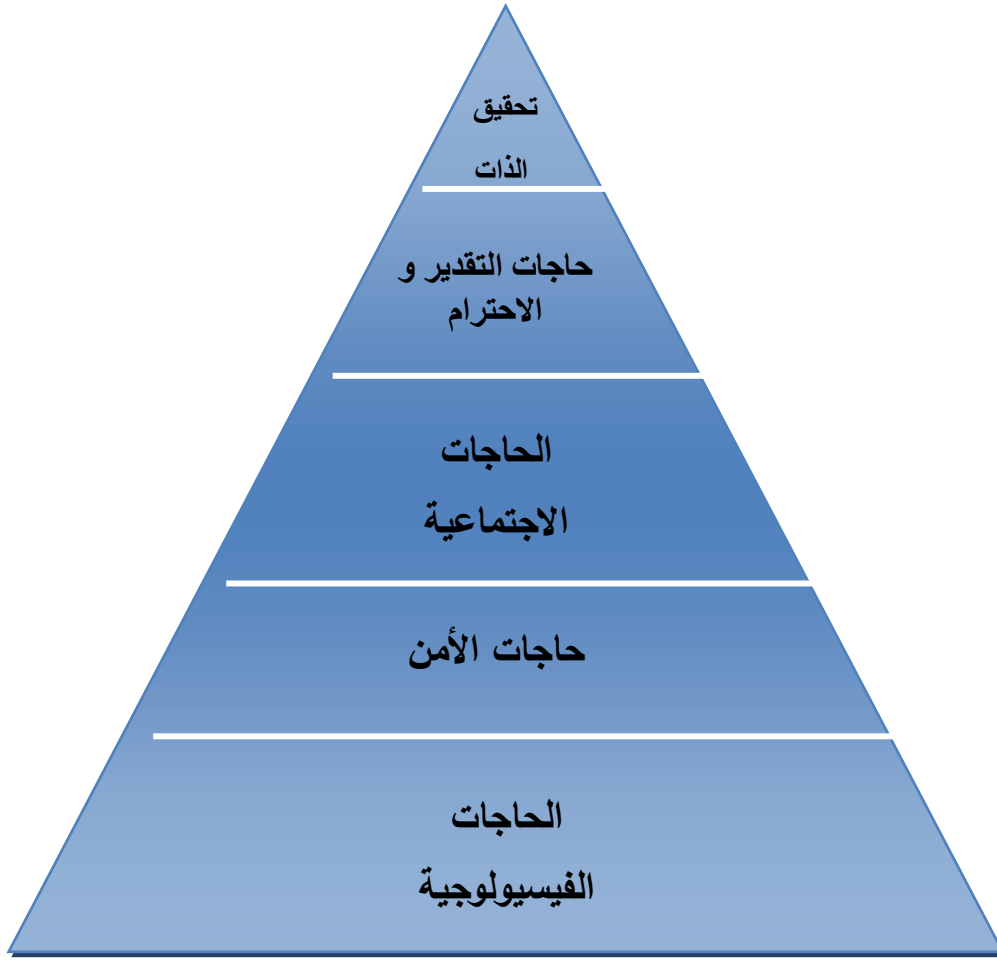 تحقيق
الذات
حاجات التقدير و
الاحترام
الحاجات
الاجتماعية
حاجات الأمن
الحاجات
الفيسيولوجية